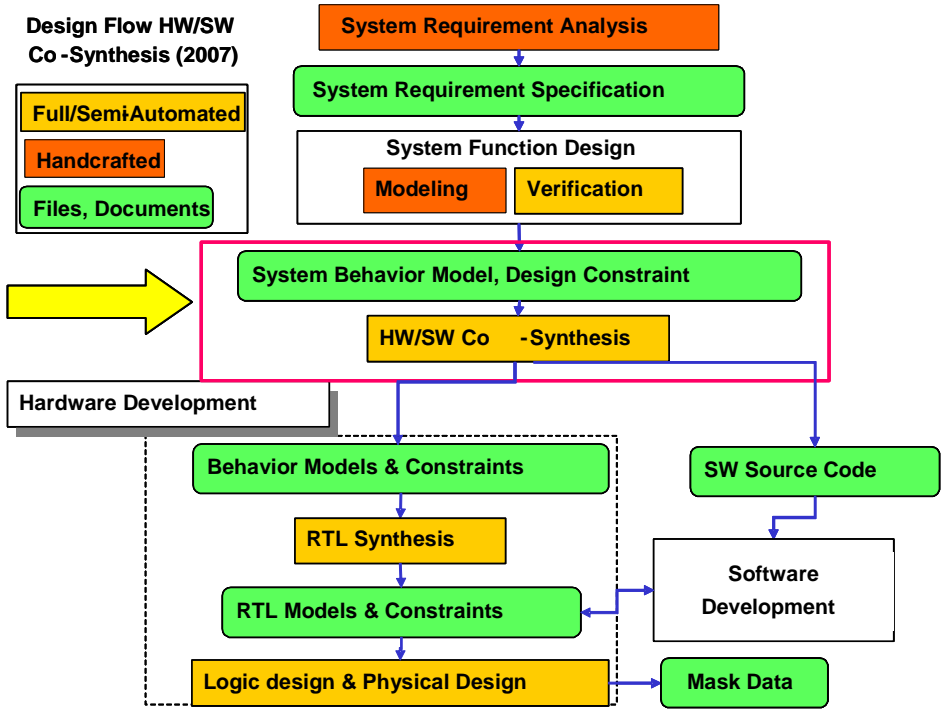 Design Flow HW/SW
Co -Synthesis (2007)
Full/Semi-Automated
Handcrafted
Files, Documents
System Requirement Analysis
System Requirement Specification
System Function Design
Modeling
Verification
System Behavior Model, Design Constraint
HW/SW Co -Synthesis
Hardware Development
Behavior Models & Constraints
SW Source Code
RTL Synthesis
RTL Models & Constraints
Software
Development
Logic design & Physical Design
Mask Data